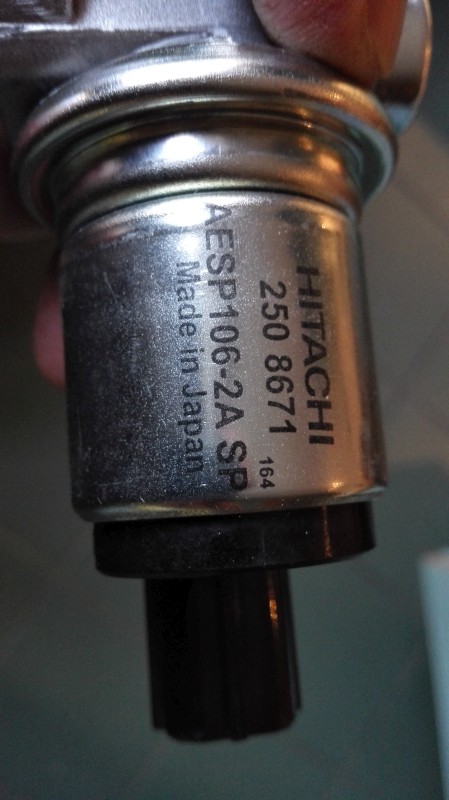 HITACHI
250 8671
164
AESP106-2A SP
Made in Japan